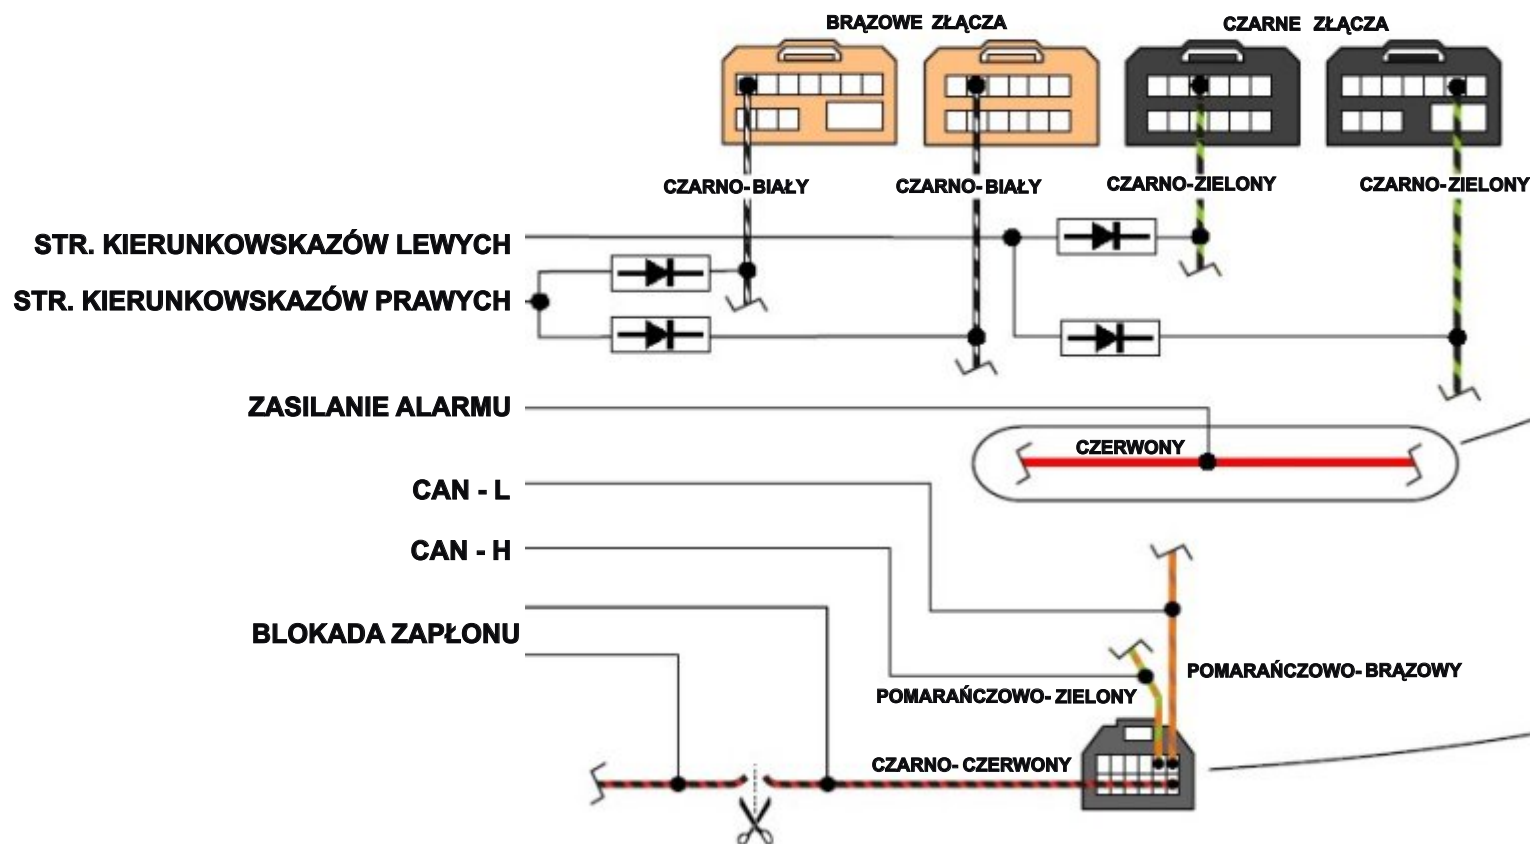 BRĄZOWE ZŁĄCZA
CZARNE ZŁĄCZA
CZARNO-BIAŁY
CZARNO-BIAŁY
CZARNO-ZIELONY
CZARNO-ZIELONY
STR. KIERUNKOWSKAZÓW LEWYCH
STR. KIERUNKOWSKAZÓW PRAWYCH
ZASILANIE ALARMU
CZERWONY
CAN - L
CAN - H
BLOKADA ZAPŁONU
POMARAŃCZOWO-BRĄZOWY
POMARAŃCZOWO-ZIELONY
CZARNO-CZERWONY